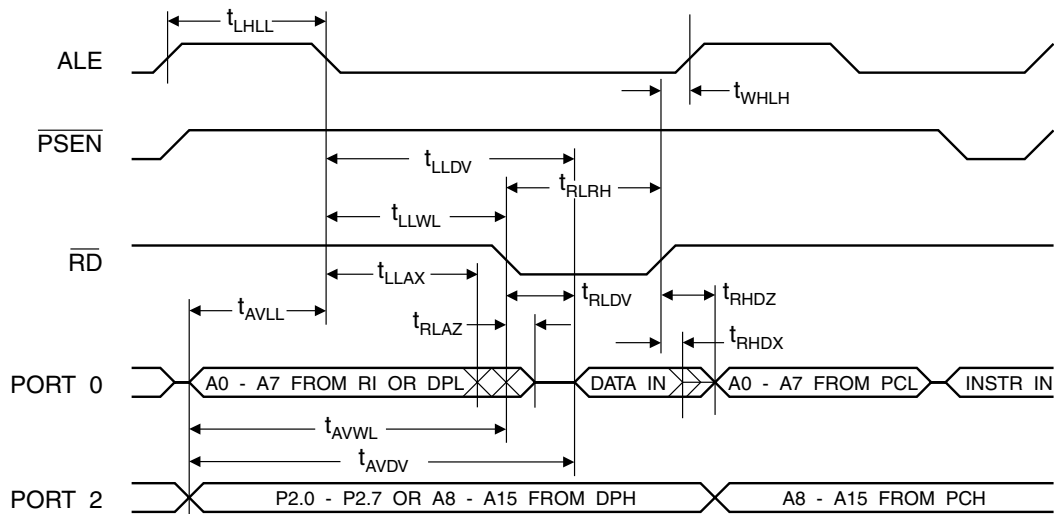 tLHLL
ALE
tWHLH
PSEN
tLLDV
tRLRH
tLLWL
RD
tLLAX
tRLDV
tRHDZ
tAVLL
tRLAZ
tRHDX
PORT 0 A0 - A7 FROM RI OR DPL DATA IN A0 - A7 FROM PCL INSTR IN
tAVWL
tAVDV
PORT 2 P2.0 - P2.7 OR A8 - A15 FROM DPH A8 - A15 FROM PCH